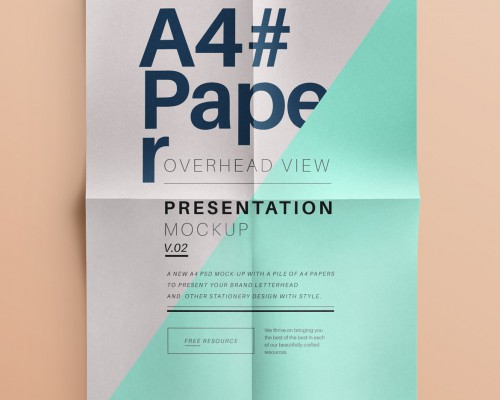 A4#
Pape
r
OVERHEAD VIEW
PRESENTATION
MOCKUP
V.02
A NEW A4 PSD MOCK-UP WITH A PILE OF A4 PAPERS
TO PRESENT YOUR BRAND LETTERHEAD
AND OTHER STATIONERY DESIGN WITH STYLE.
FREE RESOURCE
We thrive on bringing you
the best of the best in each
of our beautifully crafted
resources.